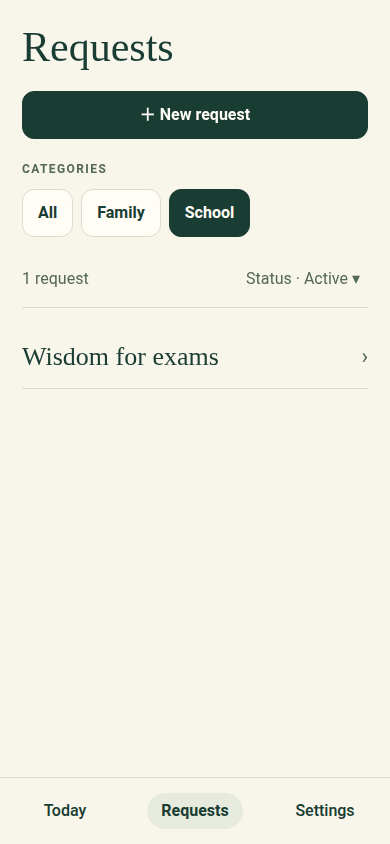 Requests
+ New request
CATEGORIES
All Family School
1 request Status · Active ▾
Wisdom for exams ›
Today Requests Settings